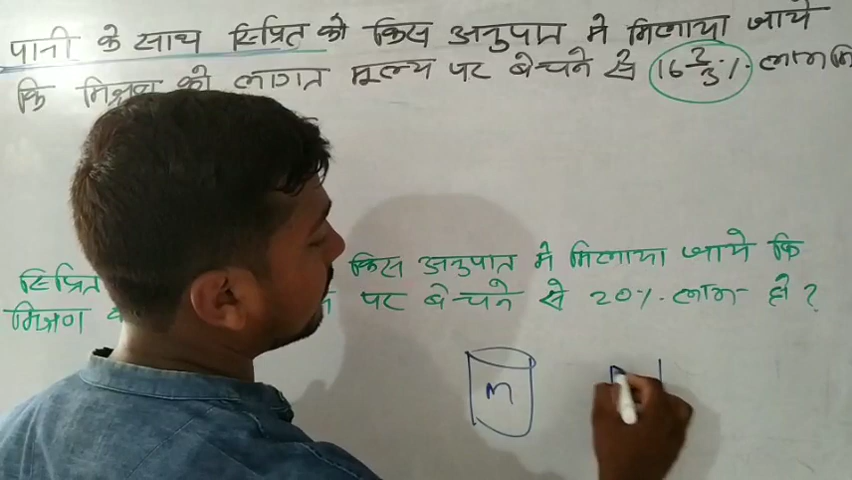 पानी के साथ स्प्रित को किस अनुपात मे मिलाया जाये
कि मिश्रण को लागत मूल्य पर बेचने से 16 2/3 % लाभ
स्प्रित किस अनुपात मे मिलाया जाये कि
मिश्रण पर बेचने से 20% लाभ हो ?
m